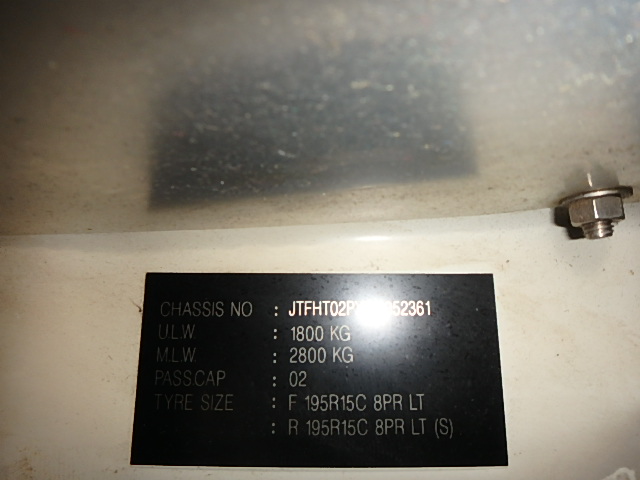 CHASSIS NO :
U.L.W. : 1800 KG
M.L.W. : 2800 KG
PASS.CAP : 02
TYRE SIZE : F 195R15C 8PR LT
: R 195R15C 8PR LT (S)